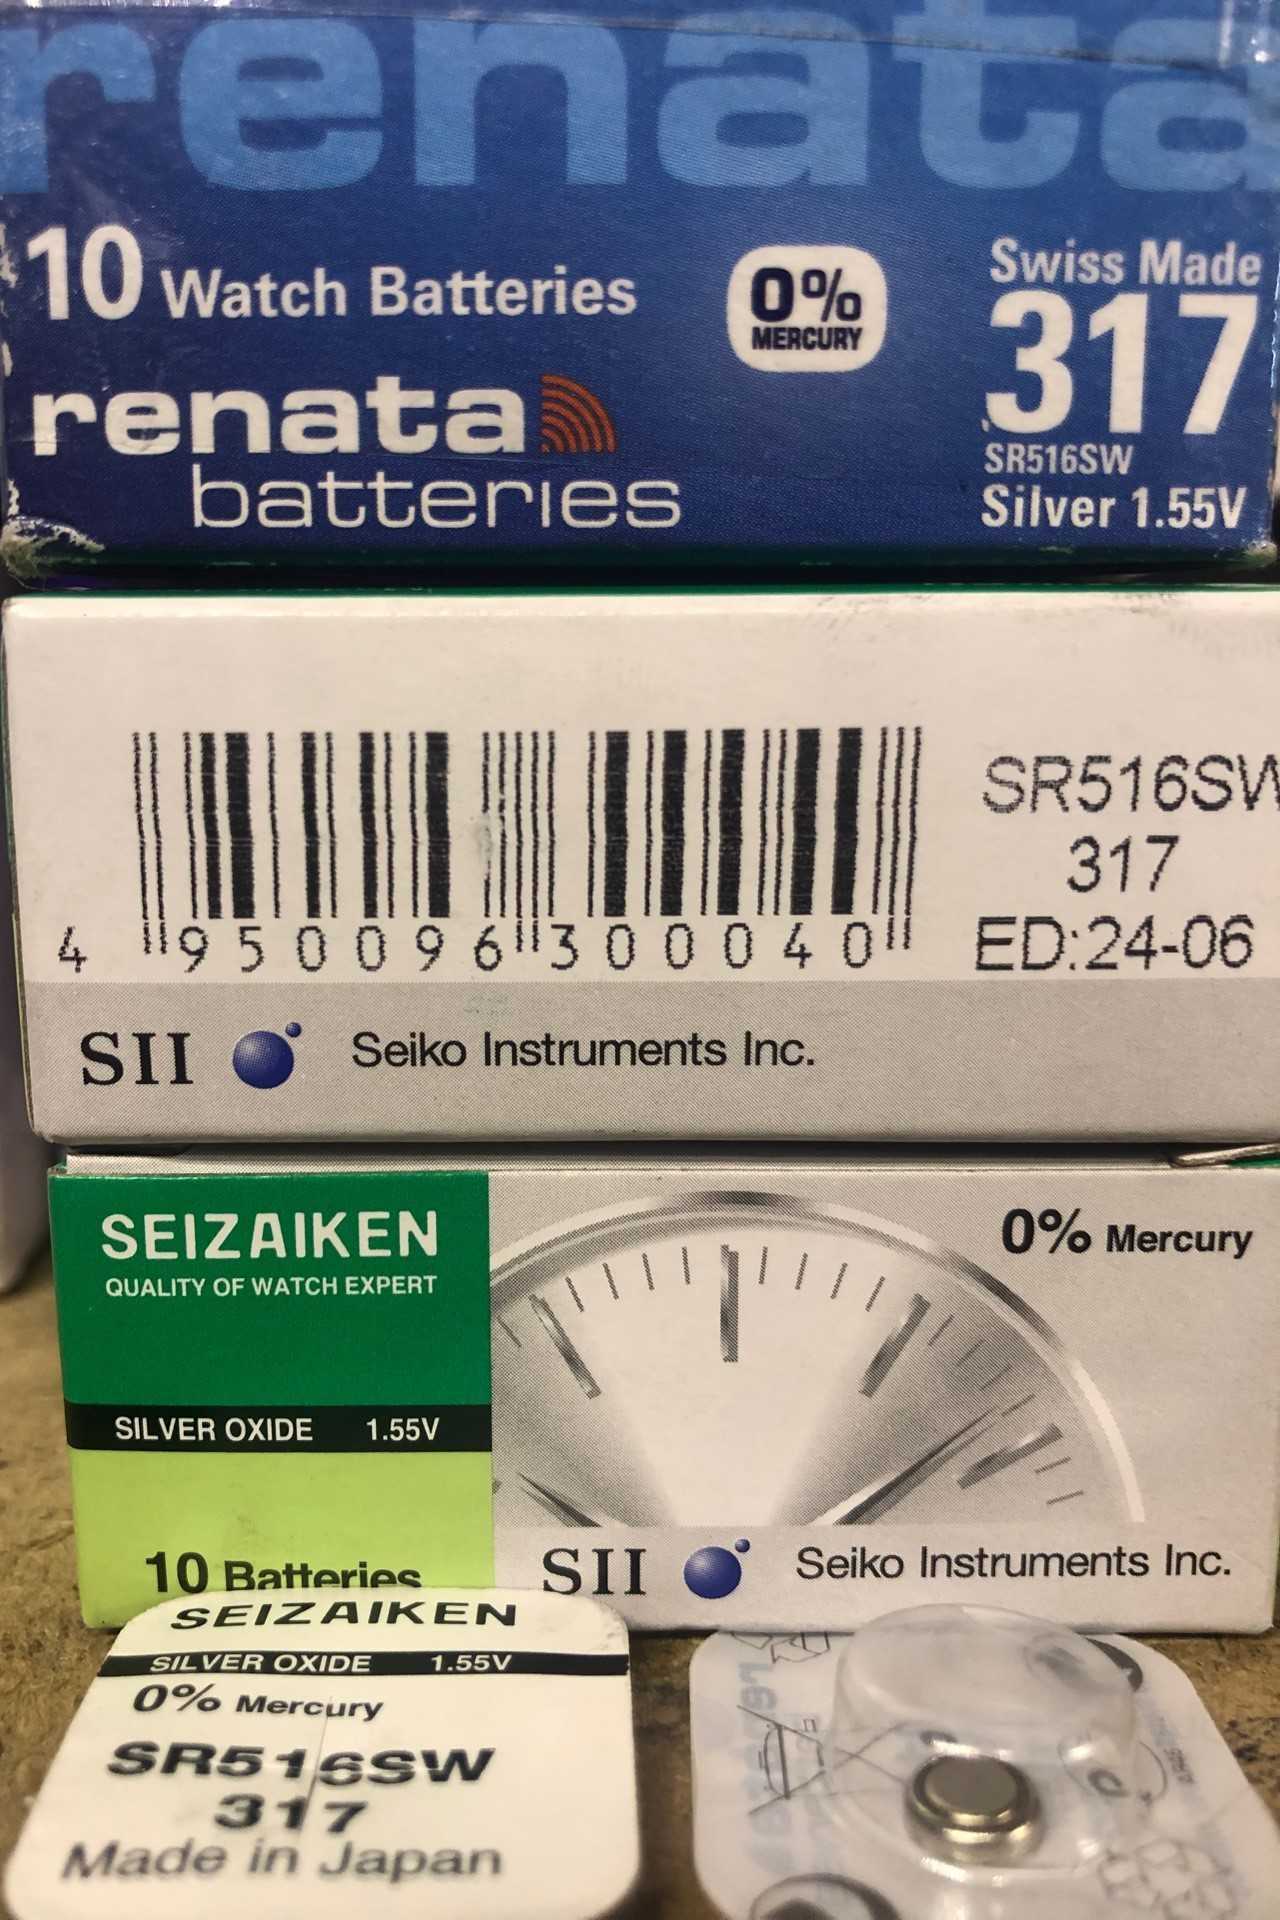 renata
10 Watch Batteries
0%
MERCURY
Swiss Made
317
SR516SW
Silver 1.55V
renata
batteries
SR516SW
317
ED:24-06
4 950096 300040
SII Seiko Instruments Inc.
SEIZAIKEN
QUALITY OF WATCH EXPERT
0% Mercury
SILVER OXIDE 1.55V
10 Batteries
SII Seiko Instruments Inc.
SEIZAIKEN
SILVER OXIDE 1.55V
0% Mercury
SR516SW
317
Made in Japan